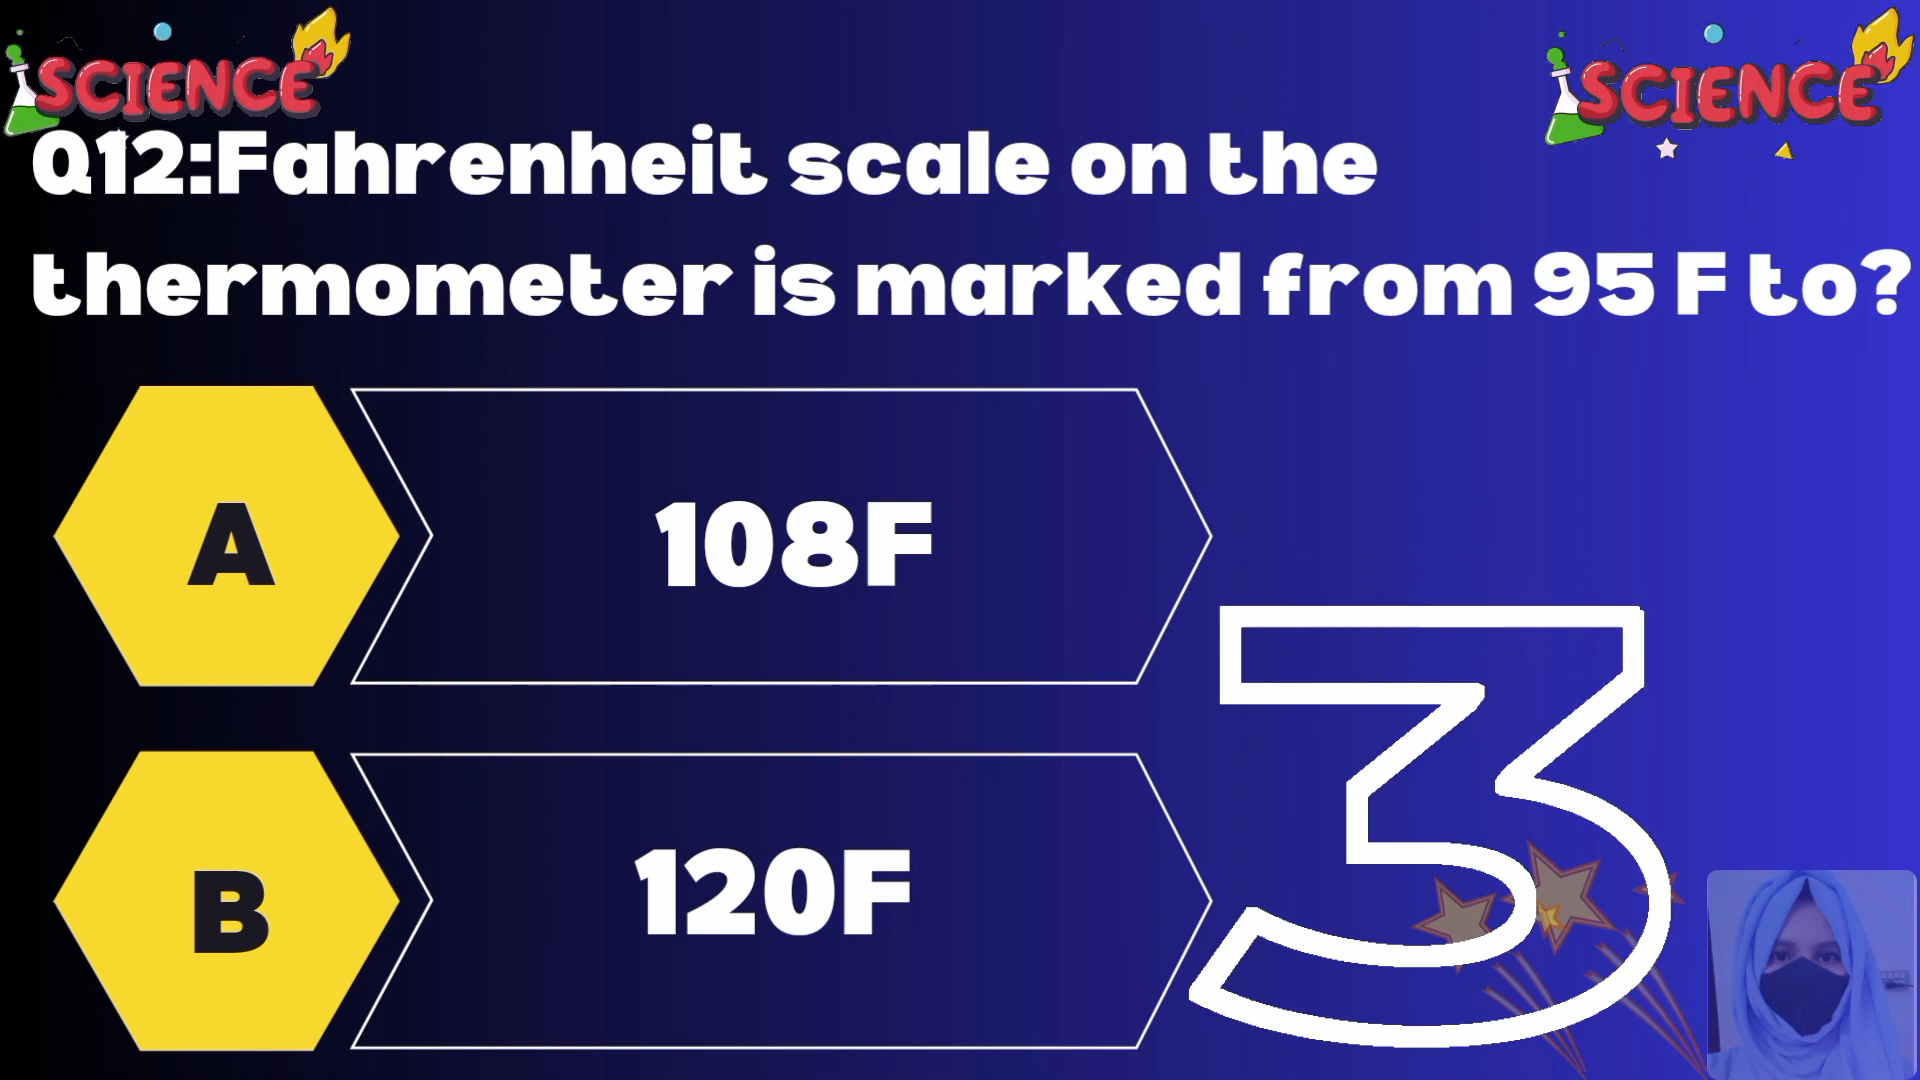 SCIENCE
SCIENCE
Q12:Fahrenheit scale on the
thermometer is marked from 95 F to?
A
108F
B
120F
3